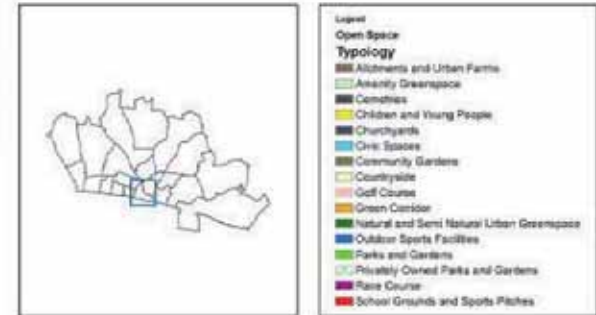 Legend
Open Space
Typology
Allotments and Urban Farms
Amenity Greenspace
Cemetries
Children and Young People
Churchyards
Civic Spaces
Community Gardens
Countryside
Golf Course
Green Corridor
Natural and Semi Natural Urban Greenspace
Outdoor Sports Facilities
Parks and Gardens
Privately Owned Parks and Gardens
Race Course
School Grounds and Sports Pitches